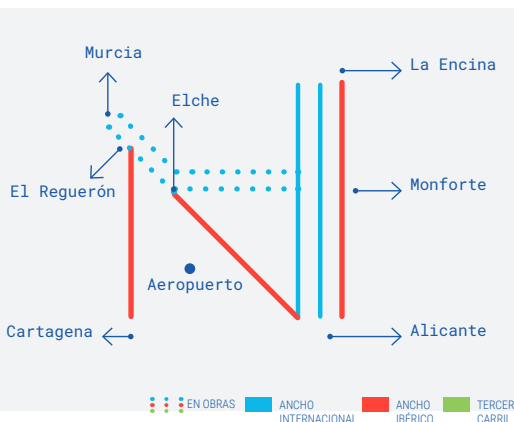 Murcia
La Encina
Elche
El Reguerón
Monforte
Aeropuerto
Cartagena
Alicante
EN OBRAS
ANCHO
INTERNACIONAL
ANCHO
IBÉRICO
TERCER
CARRIL